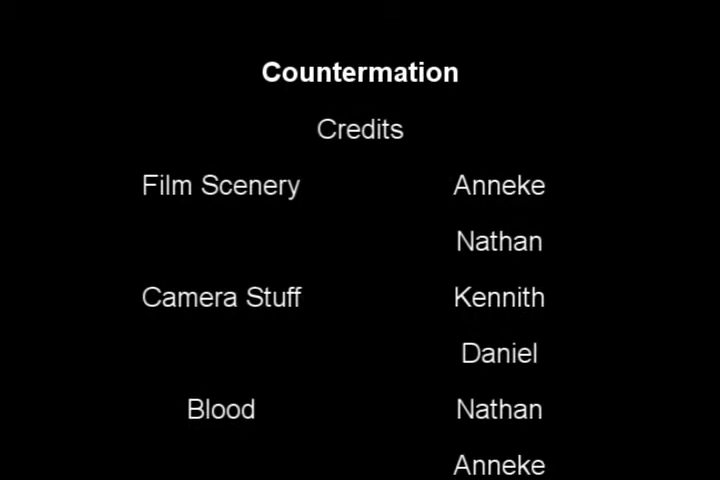 Countermation
Credits
Film Scenery Anneke
Nathan
Camera Stuff Kennith
Daniel
Blood Nathan
Anneke